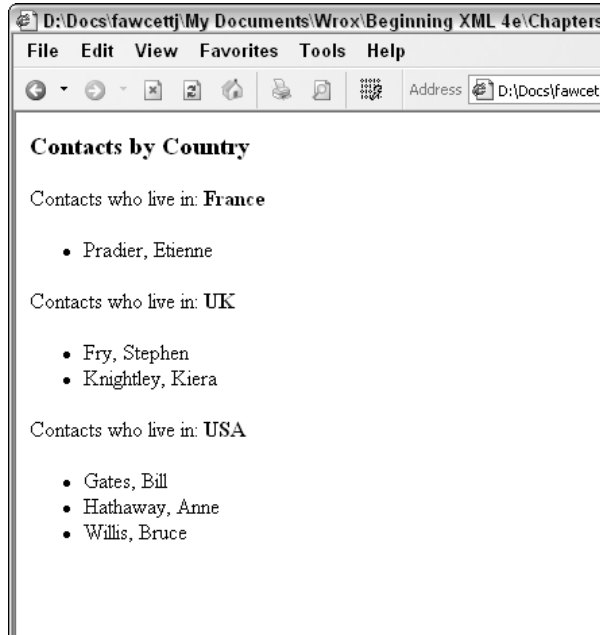 D:\Docs\fawcettj\My Documents\Wrox\Beginning XML 4e\Chapters
File Edit View Favorites Tools Help
Address D:\Docs\fawcet
Contacts by Country
Contacts who live in: France
• Pradier, Etienne
Contacts who live in: UK
• Fry, Stephen
• Knightley, Kiera
Contacts who live in: USA
• Gates, Bill
• Hathaway, Anne
• Willis, Bruce